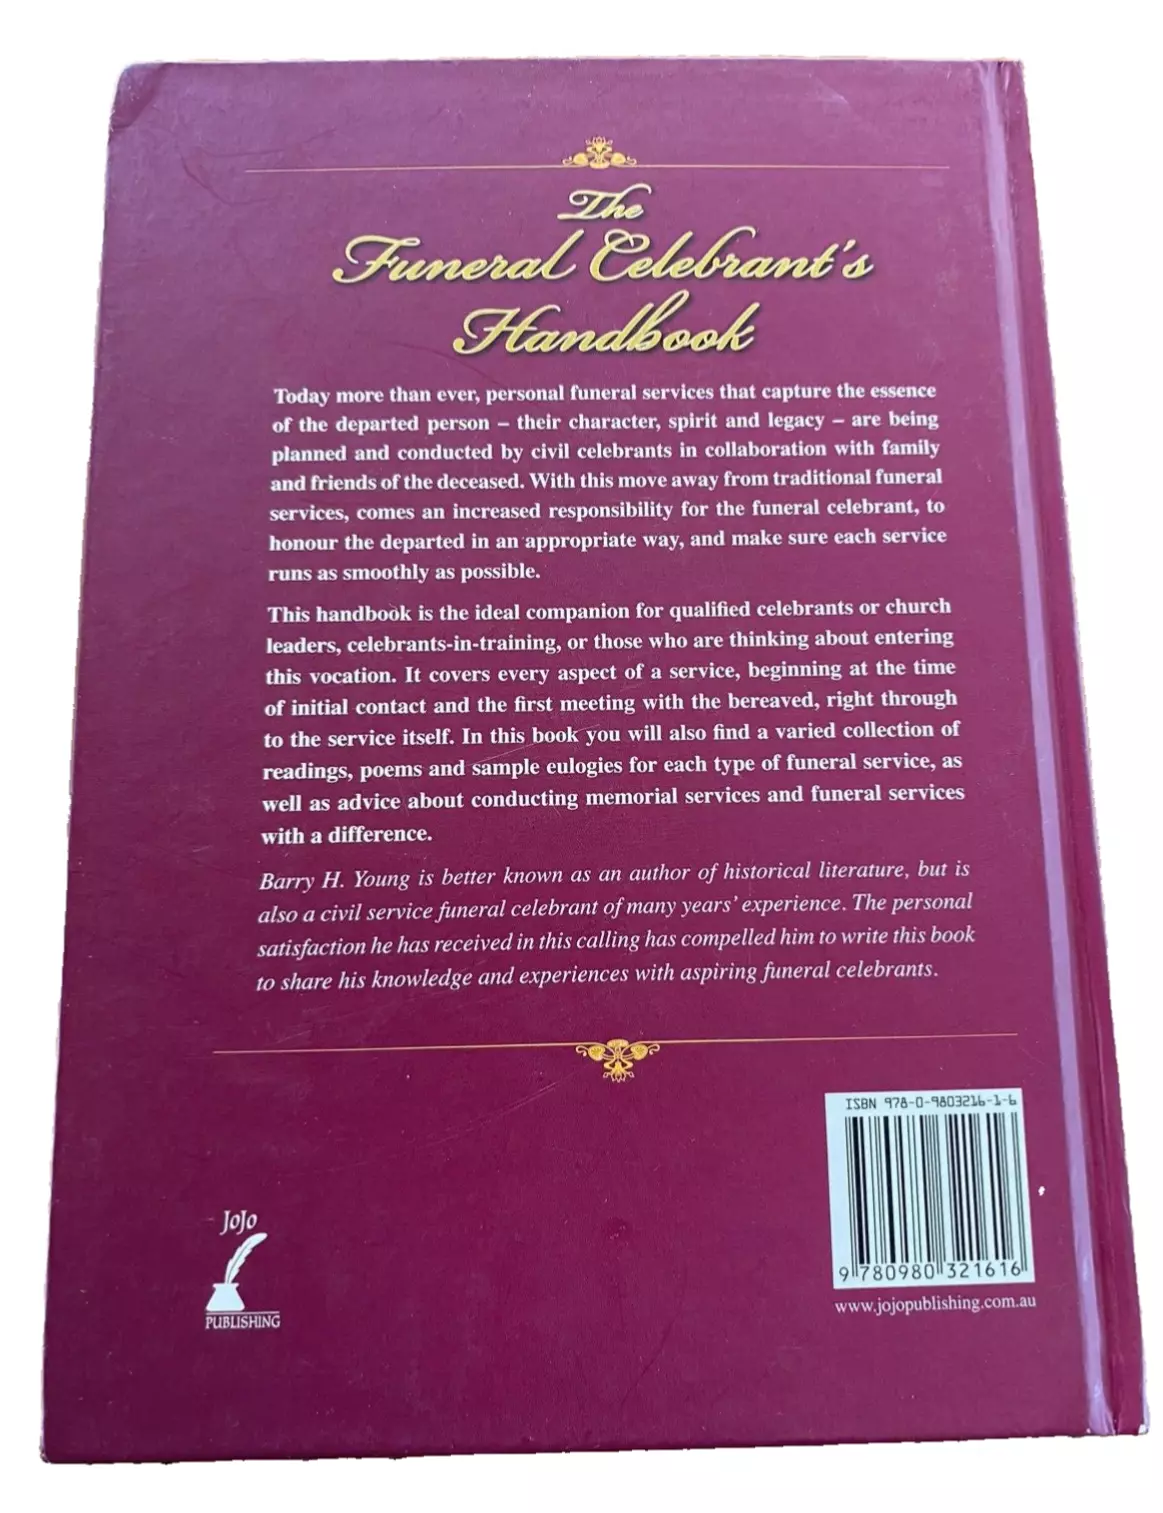 The
Funeral Celebrant's
Handbook
Today more than ever, personal funeral services that capture the essence
of the departed person – their character, spirit and legacy – are being
planned and conducted by civil celebrants in collaboration with family
and friends of the deceased. With this move away from traditional funeral
services, comes an increased responsibility for the funeral celebrant, to
honour the departed in an appropriate way, and make sure each service
runs as smoothly as possible.
This handbook is the ideal companion for qualified celebrants or church
leaders, celebrants-in-training, or those who are thinking about entering
this vocation. It covers every aspect of a service, beginning at the time
of initial contact and the first meeting with the bereaved, right through
to the service itself. In this book you will also find a varied collection of
readings, poems and sample eulogies for each type of funeral service, as
well as advice about conducting memorial services and funeral services
with a difference.
Barry H. Young is better known as an author of historical literature, but is
also a civil service funeral celebrant of many years' experience. The personal
satisfaction he has received in this calling has compelled him to write this book
to share his knowledge and experiences with aspiring funeral celebrants.
ISBN 978-0-9803216-1-6
9 780980 321616
www.jojopublishing.com.au
JoJo
PUBLISHING